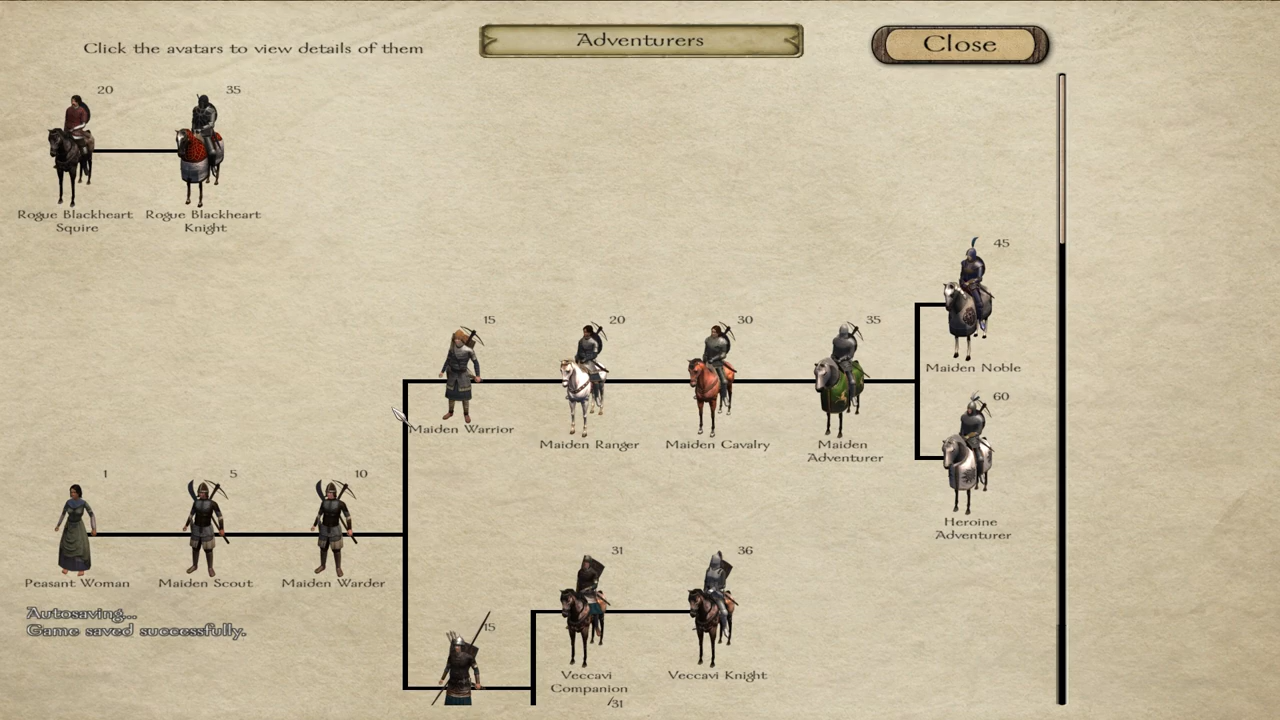 Adventurers
Close
Click the avatars to view details of them
20
35
Rogue Blackheart
Squire
Rogue Blackheart
Knight
45
Maiden Noble
15
20
30
35
Maiden Warrior
Maiden Ranger
Maiden Cavalry
Maiden
Adventurer
60
Heroine
Adventurer
1
5
10
Peasant Woman
Maiden Scout
Maiden Warder
31
36
Veccavi
Companion
Veccavi Knight
Autosaving...
Game saved successfully.
15
31